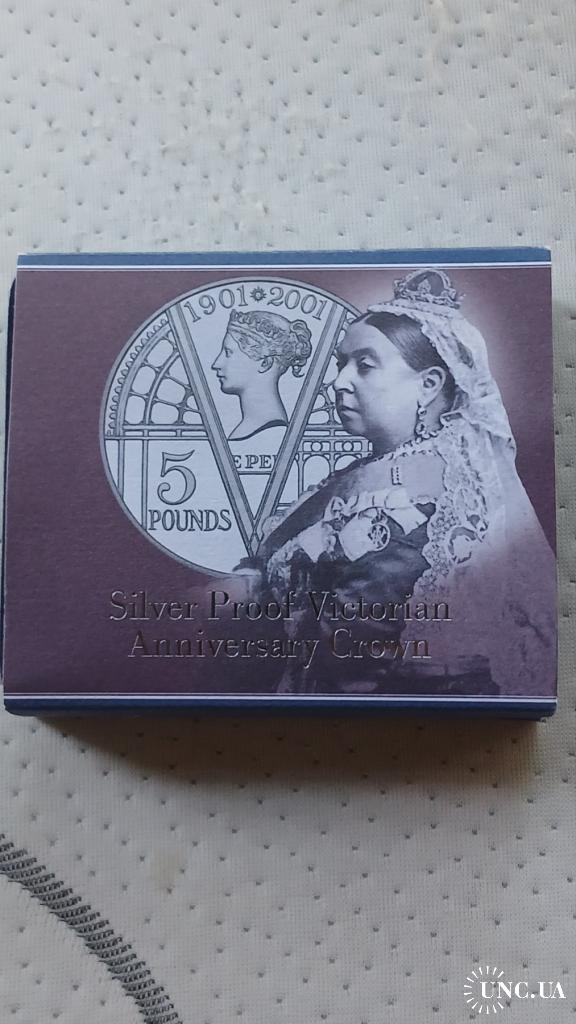 1901 2001
E PE
5
POUNDS
Silver Proof Victorian
Anniversary Crown
UNC.UA